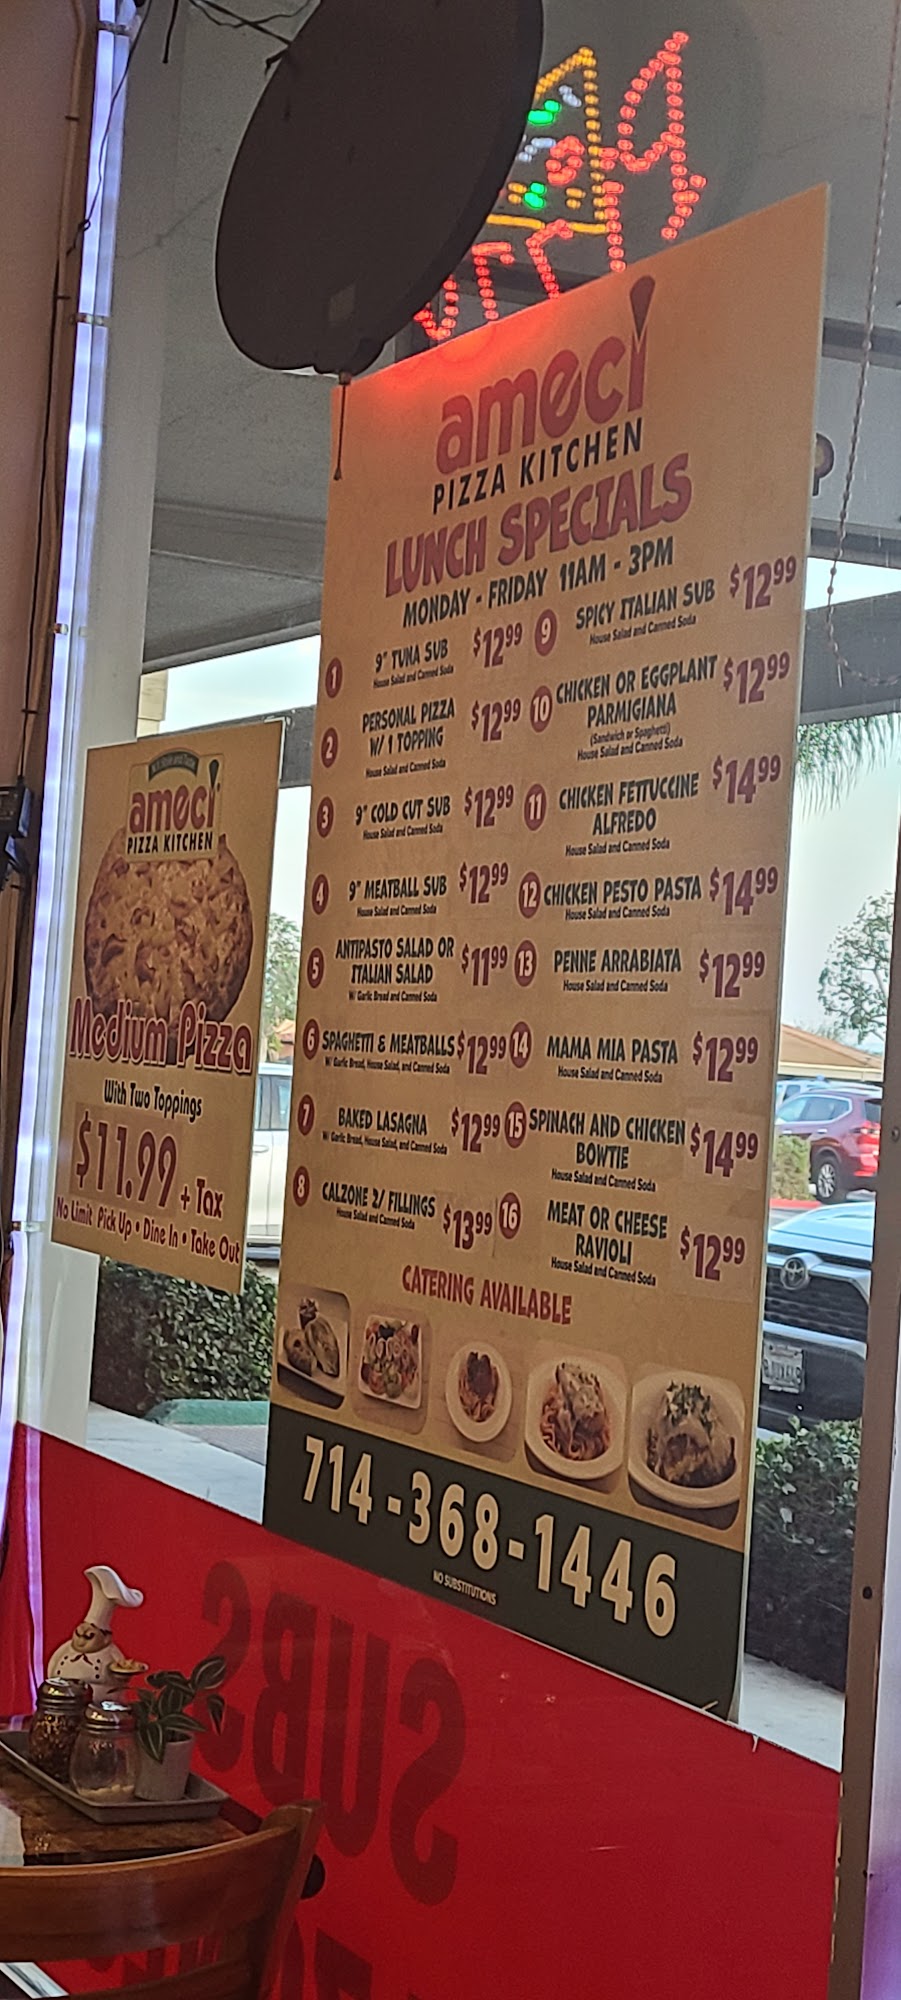 ameci
PIZZA KITCHEN
LUNCH SPECIALS
MONDAY - FRIDAY 11AM - 3PM
1 9" TUNA SUB $12.99
House Salad and Canned Soda
2 PERSONAL PIZZA
W/ 1 TOPPING $12.99
House Salad and Canned Soda
3 9" COLD CUT SUB $12.99
House Salad and Canned Soda
4 9" MEATBALL SUB $12.99
House Salad and Canned Soda
5 ANTIPASTO SALAD OR
ITALIAN SALAD $11.99
W/ Garlic Bread and Canned Soda
6 SPAGHETTI & MEATBALLS $12.99
W/ Garlic Bread, House Salad, and Canned Soda
7 BAKED LASAGNA $12.99
W/ Garlic Bread, House Salad, and Canned Soda
8 CALZONE 2/ FILLINGS $13.99
House Salad and Canned Soda
9 SPICY ITALIAN SUB $12.99
House Salad and Canned Soda
10 CHICKEN OR EGGPLANT
PARMIGIANA $12.99
(Sandwich or Spaghetti)
House Salad and Canned Soda
11 CHICKEN FETTUCCINE
ALFREDO $14.99
House Salad and Canned Soda
12 CHICKEN PESTO PASTA $14.99
House Salad and Canned Soda
13 PENNE ARRABIATA $12.99
House Salad and Canned Soda
14 MAMA MIA PASTA $12.99
House Salad and Canned Soda
15 SPINACH AND CHICKEN
BOWTIE $14.99
House Salad and Canned Soda
16 MEAT OR CHEESE
RAVIOLI $12.99
House Salad and Canned Soda
CATERING AVAILABLE
714-368-1446
NO SUBSTITUTIONS
ameci
PIZZA KITCHEN
Medium Pizza
With Two Toppings
$11.99 + Tax
No Limit Pick Up • Dine In • Take Out
SUBS